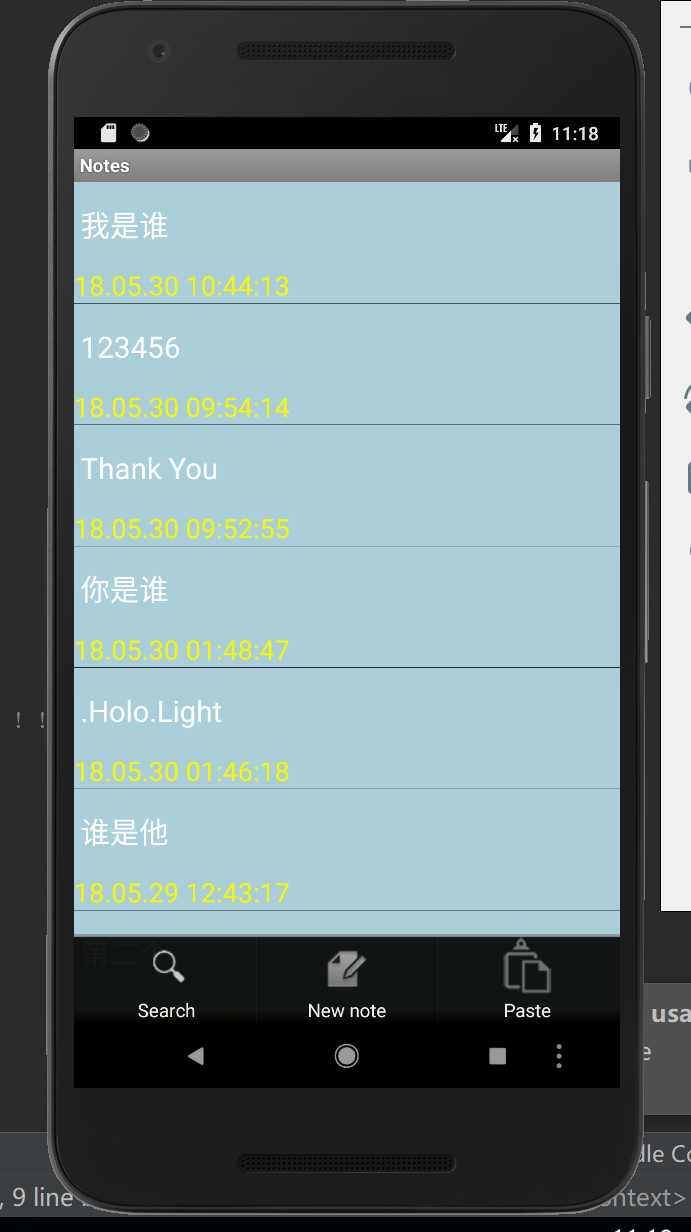 LTE 11:18
Notes
我是谁
18.05.30 10:44:13
123456
18.05.30 09:54:14
Thank You
18.05.30 09:52:55
你是谁
18.05.30 01:48:47
.Holo.Light
18.05.30 01:46:18
谁是他
18.05.29 12:43:17
第二个
Search New note Paste
! !
usa
e
dle Co
, 9 line
ontext>